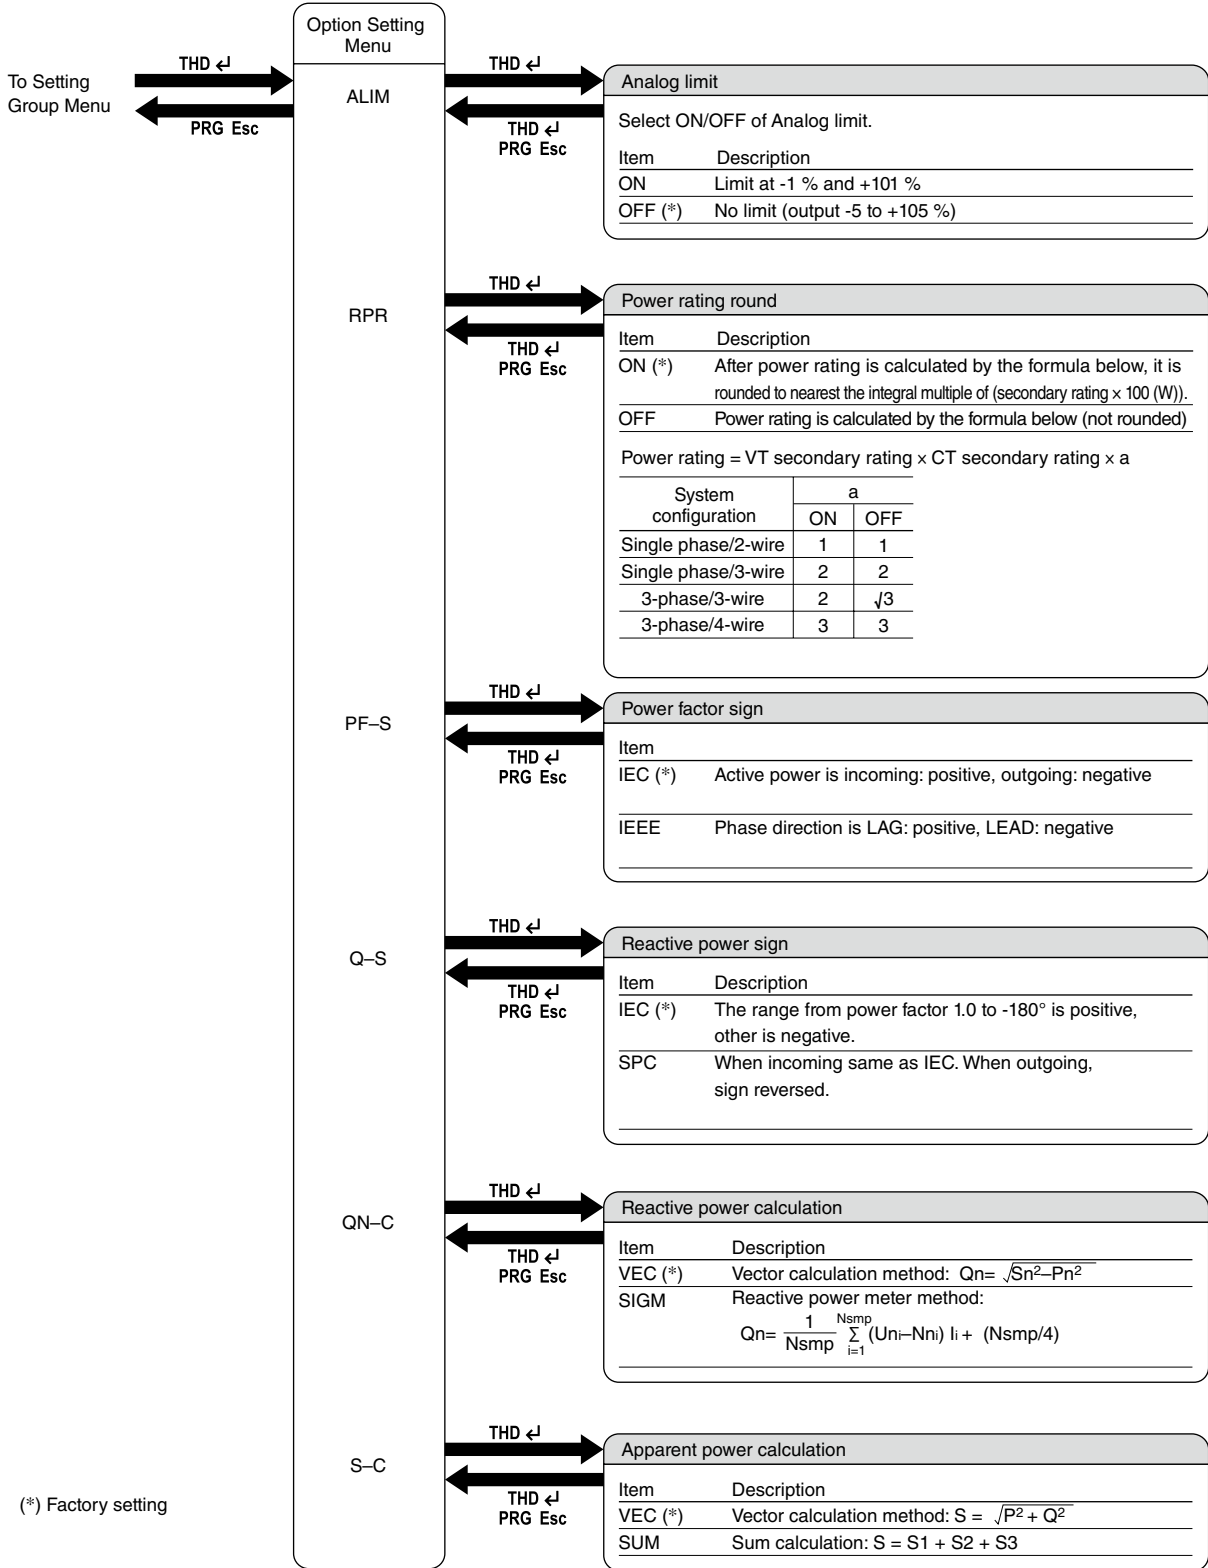 Option Setting
Menu
To Setting
Group Menu
THD ↵
PRG Esc
ALIM
THD ↵
THD ↵
PRG Esc
Analog limit
Select ON/OFF of Analog limit.
Item Description
ON Limit at -1 % and +101 %
OFF (*) No limit (output -5 to +105 %)
RPR
THD ↵
THD ↵
PRG Esc
Power rating round
Item Description
ON (*) After power rating is calculated by the formula below, it is
rounded to nearest the integral multiple of (secondary rating × 100 (W)).
OFF Power rating is calculated by the formula below (not rounded)
Power rating = VT secondary rating × CT secondary rating × a
System
configuration
a
ON OFF
Single phase/2-wire 1 1
Single phase/3-wire 2 2
3-phase/3-wire 2 √3
3-phase/4-wire 3 3
PF–S
THD ↵
THD ↵
PRG Esc
Power factor sign
Item
IEC (*) Active power is incoming: positive, outgoing: negative
IEEE Phase direction is LAG: positive, LEAD: negative
Q–S
THD ↵
THD ↵
PRG Esc
Reactive power sign
Item Description
IEC (*) The range from power factor 1.0 to -180° is positive,
other is negative.
SPC When incoming same as IEC. When outgoing,
sign reversed.
QN–C
THD ↵
THD ↵
PRG Esc
Reactive power calculation
Item Description
VEC (*) Vector calculation method: Qn= √Sn²–Pn²
SIGM Reactive power meter method:
Qn= 1/Nsmp Nsmp Σ i=1 (Uni–Nni) Ii + (Nsmp/4)
S–C
THD ↵
THD ↵
PRG Esc
Apparent power calculation
Item Description
VEC (*) Vector calculation method: S = √P² + Q²
SUM Sum calculation: S = S1 + S2 + S3
(*) Factory setting